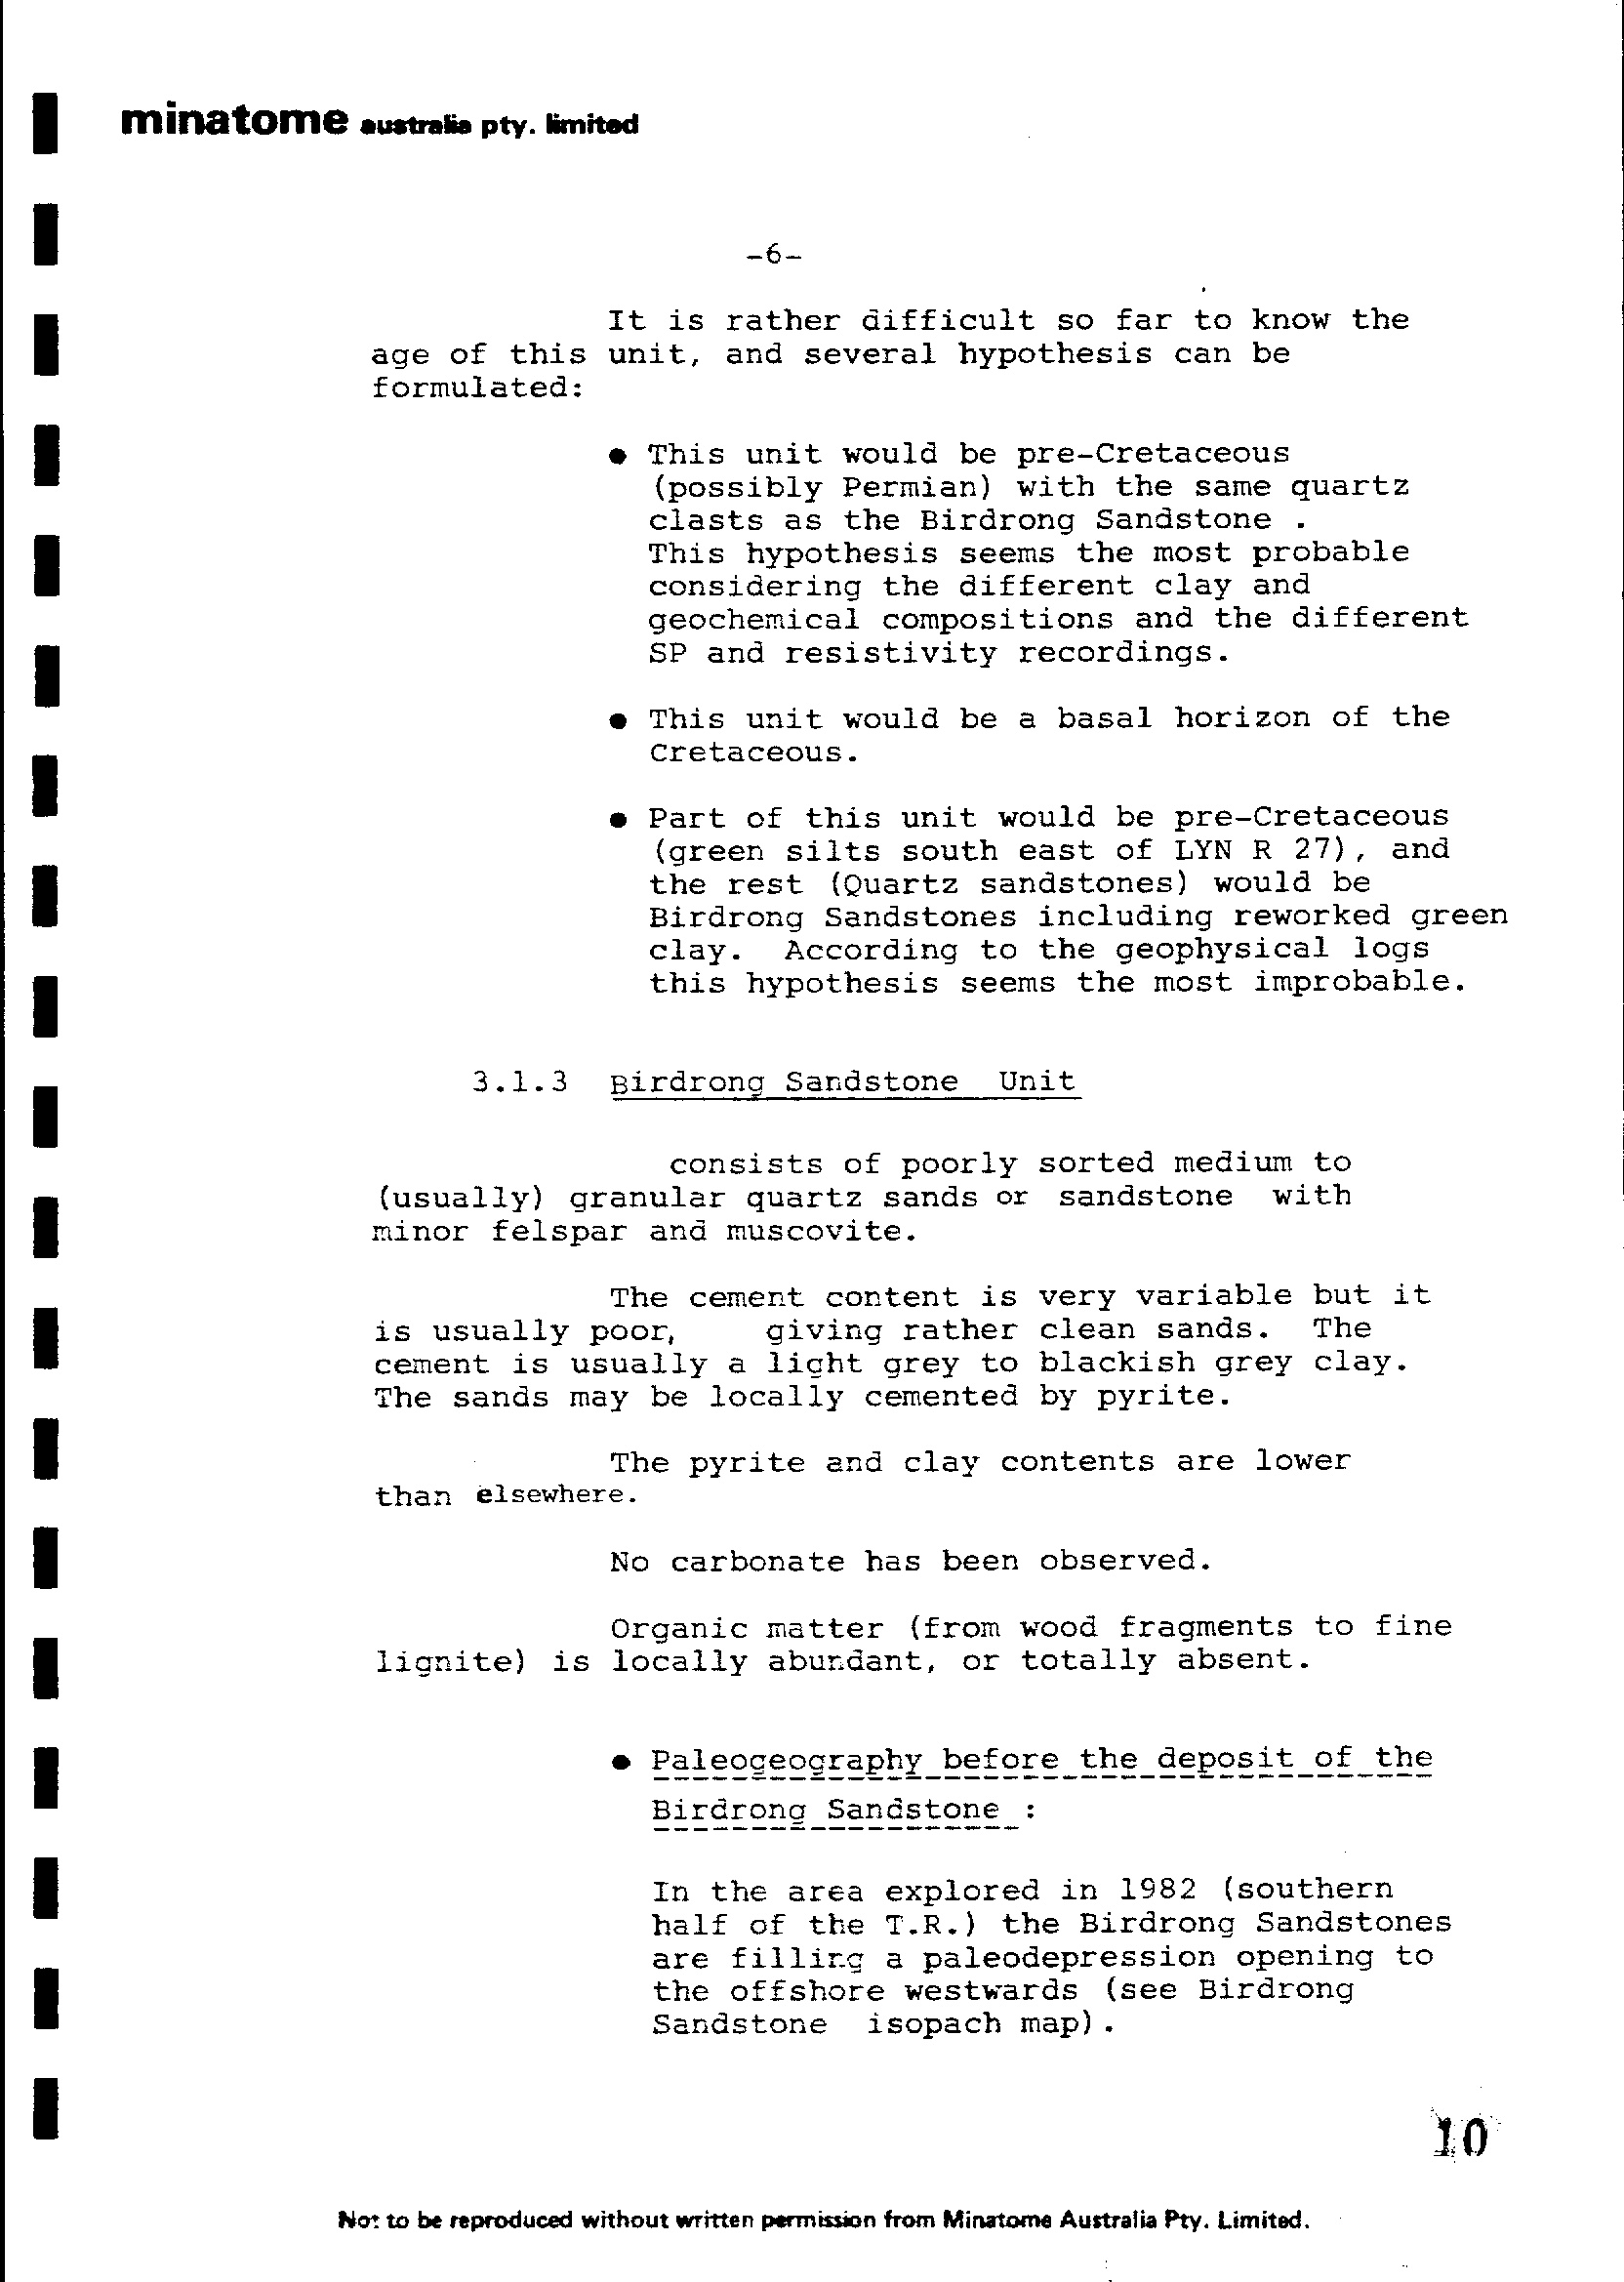 minatome australia pty. limited
-6-
It is rather difficult so far to know the
age of this unit, and several hypothesis can be
formulated:
● This unit would be pre-Cretaceous
(possibly Permian) with the same quartz
clasts as the Birdrong Sandstone .
This hypothesis seems the most probable
considering the different clay and
geochemical compositions and the different
SP and resistivity recordings.
● This unit would be a basal horizon of the
Cretaceous.
● Part of this unit would be pre-Cretaceous
(green silts south east of LYN R 27), and
the rest (Quartz sandstones) would be
Birdrong Sandstones including reworked green
clay. According to the geophysical logs
this hypothesis seems the most improbable.
3.1.3 Birdrong Sandstone Unit
consists of poorly sorted medium to
(usually) granular quartz sands or sandstone with
minor felspar and muscovite.
The cement content is very variable but it
is usually poor, giving rather clean sands. The
cement is usually a light grey to blackish grey clay.
The sands may be locally cemented by pyrite.
The pyrite and clay contents are lower
than elsewhere.
No carbonate has been observed.
Organic matter (from wood fragments to fine
lignite) is locally abundant, or totally absent.
● Paleogeography before the deposit of the
Birdrong Sandstone :
In the area explored in 1982 (southern
half of the T.R.) the Birdrong Sandstones
are filling a paleodepression opening to
the offshore westwards (see Birdrong
Sandstone isopach map).
10
Not to be reproduced without written permission from Minatome Australia Pty. Limited.